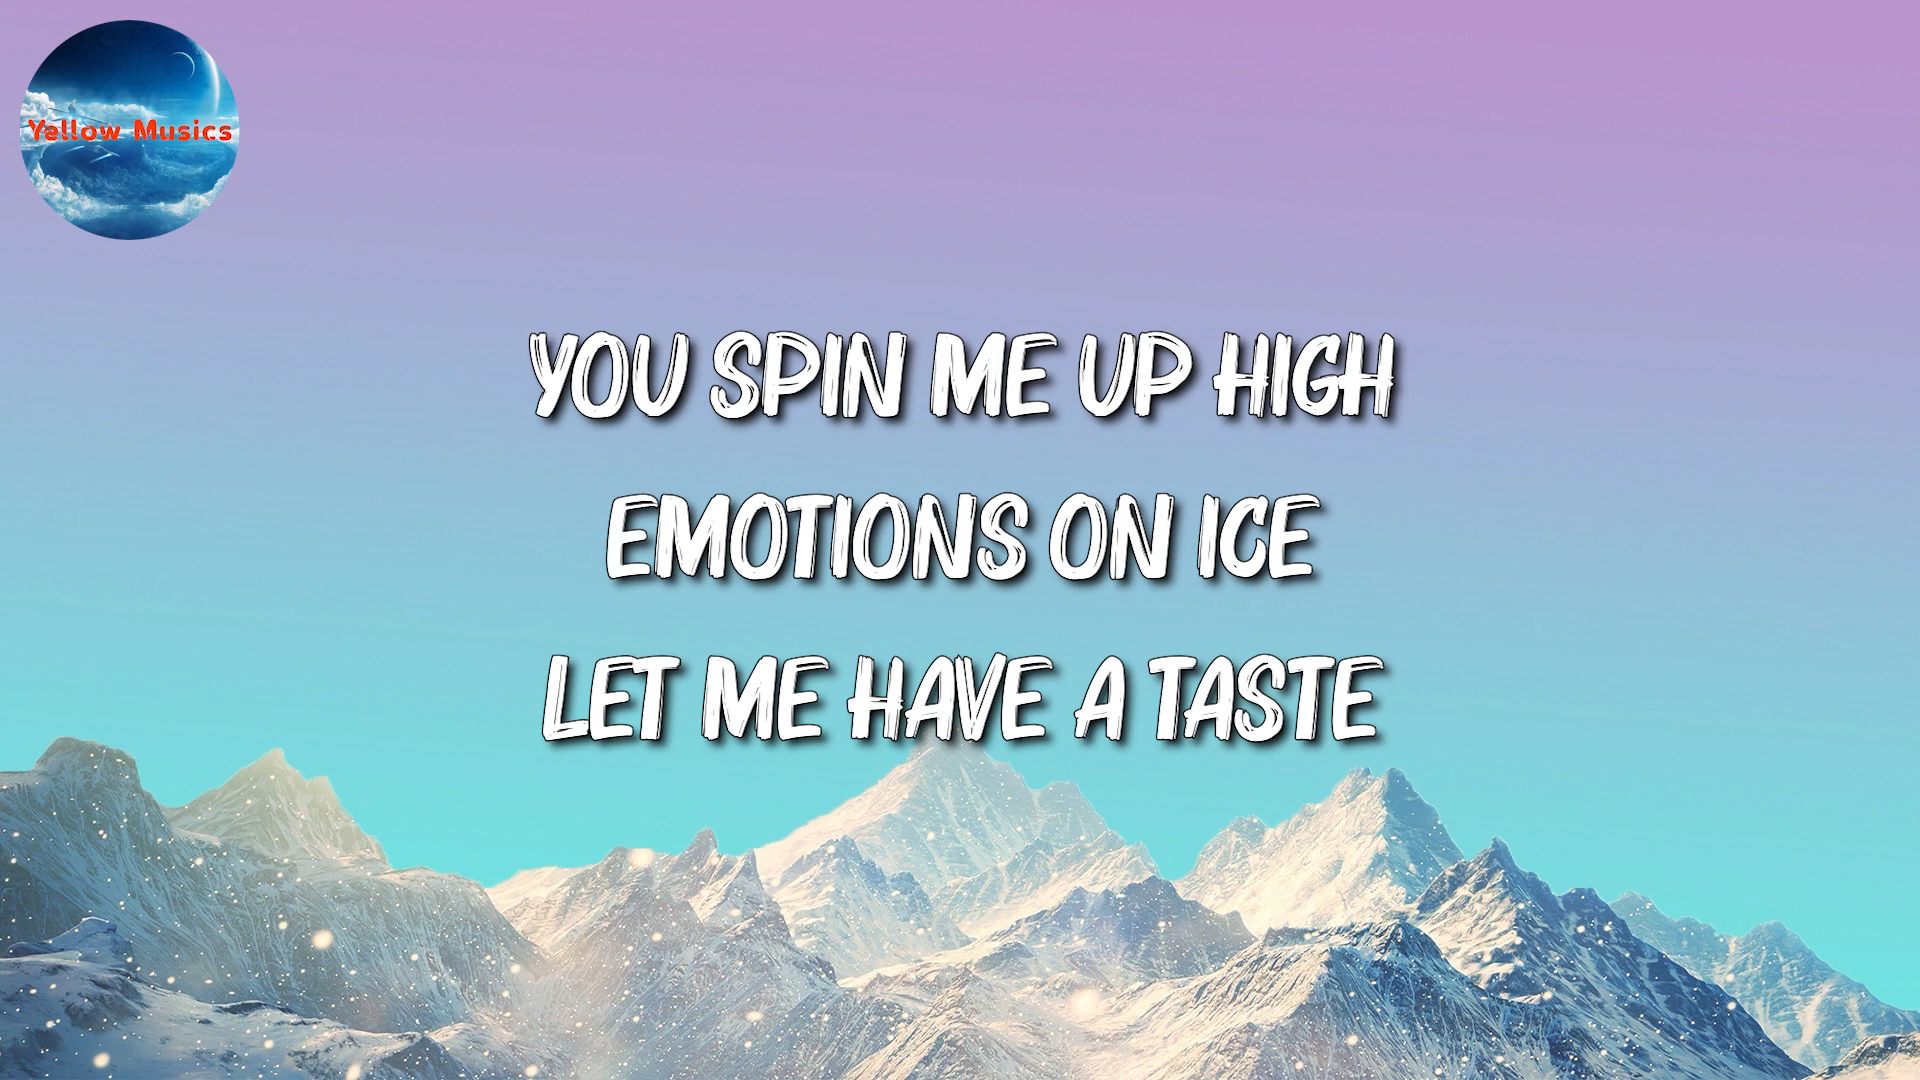 Yellow Musics
YOU SPIN ME UP HIGH
EMOTIONS ON ICE
LET ME HAVE A TASTE